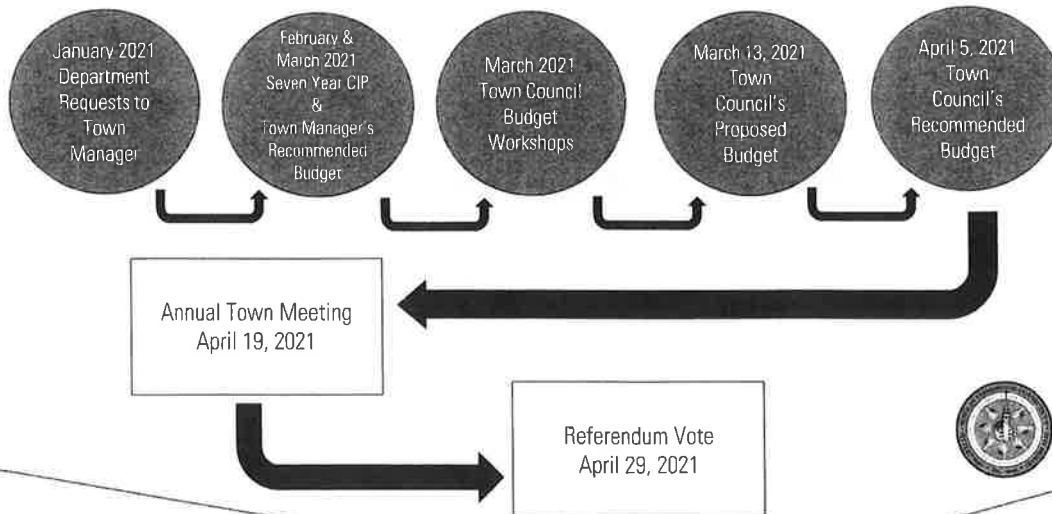 January 2021
Department
Requests to
Town
Manager
February &
March 2021
Seven Year CIP
&
Town Manager's
Recommended
Budget
March 2021
Town Council
Budget
Workshops
March 13, 2021
Town
Council's
Proposed
Budget
April 5, 2021
Town
Council's
Recommended
Budget
Annual Town Meeting
April 19, 2021
Referendum Vote
April 29, 2021